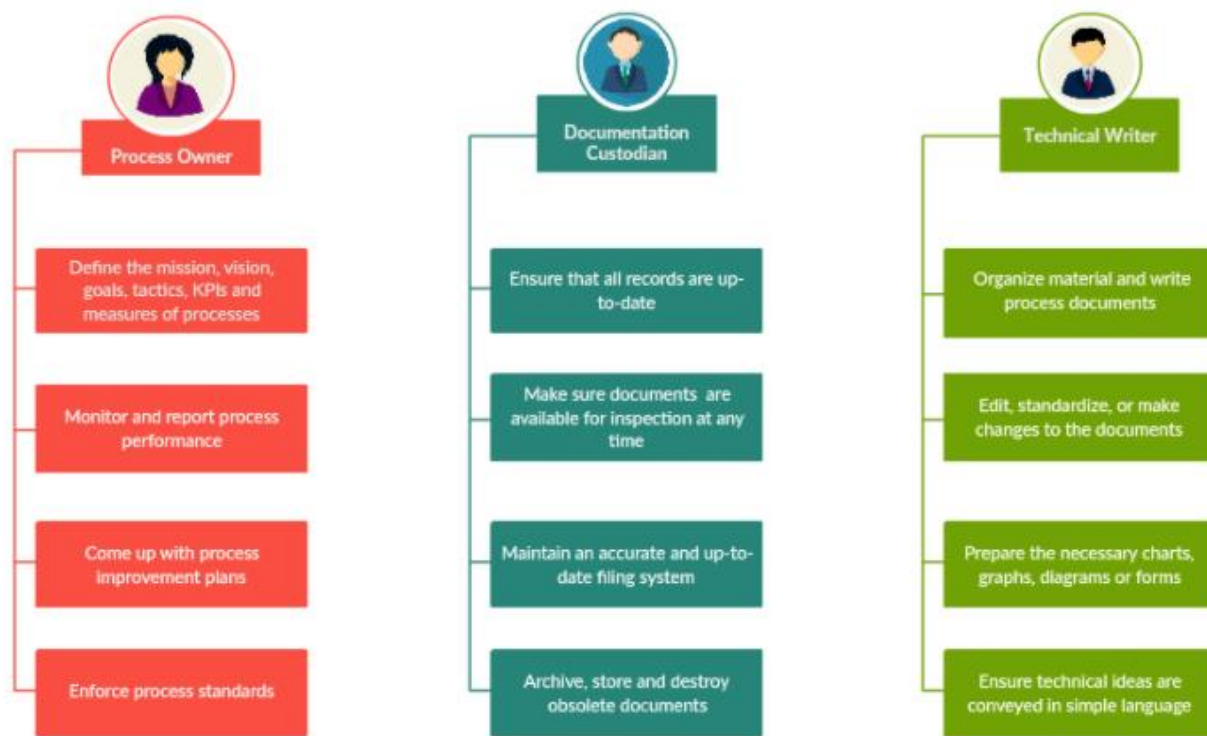 Process Owner
Define the mission, vision,
goals, tactics, KPIs and
measures of processes
Monitor and report process
performance
Come up with process
improvement plans
Enforce process standards
Documentation
Custodian
Ensure that all records are up-
to-date
Make sure documents are
available for inspection at any
time
Maintain an accurate and up-to-
date filing system
Archive, store and destroy
obsolete documents
Technical Writer
Organize material and write
process documents
Edit, standardize, or make
changes to the documents
Prepare the necessary charts,
graphs, diagrams or forms
Ensure technical ideas are
conveyed in simple language